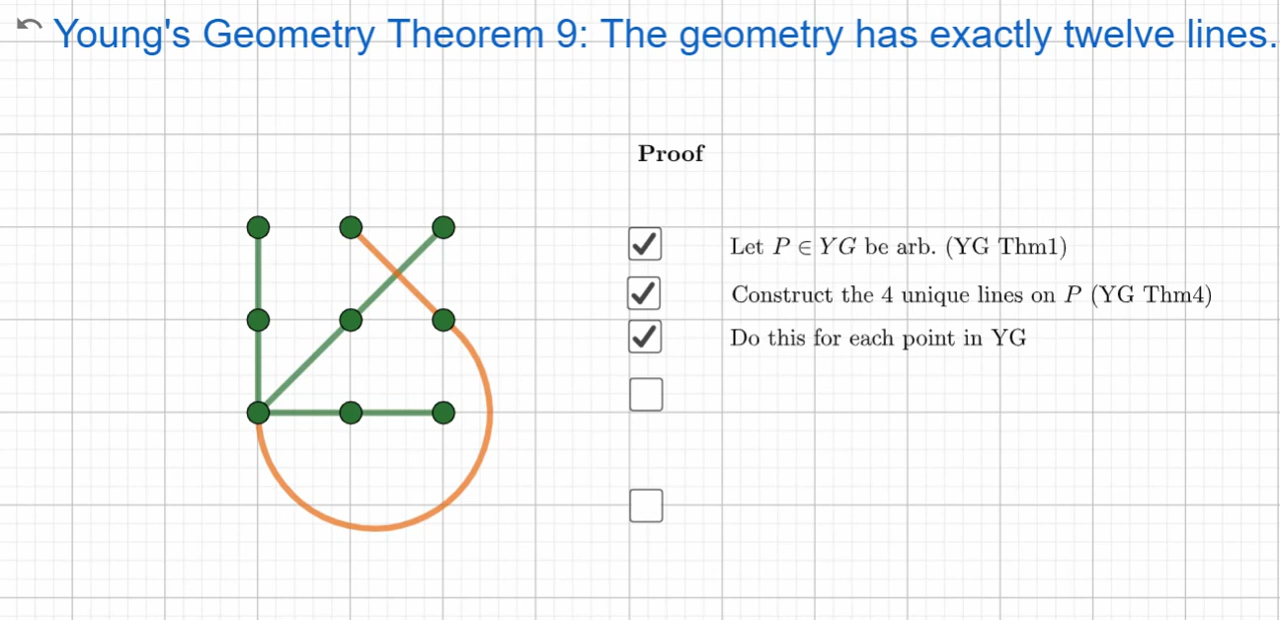 Young's Geometry Theorem 9: The geometry has exactly twelve lines.
Proof
Let P ∈ YG be arb. (YG Thm1)
Construct the 4 unique lines on P (YG Thm4)
Do this for each point in YG